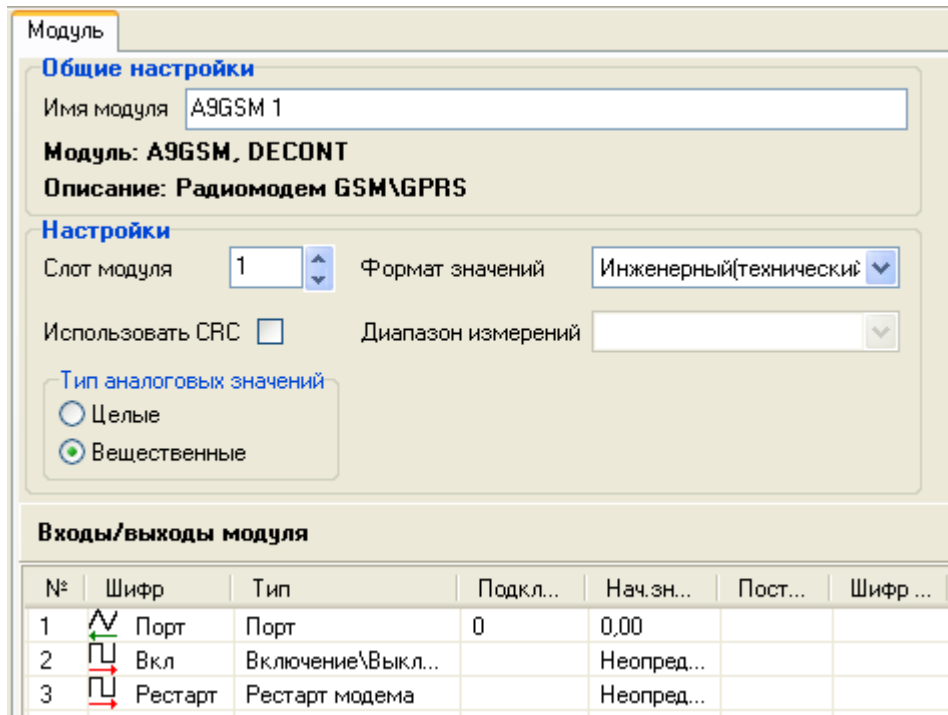 Модуль
Общие настройки
Имя модуля A9GSM 1
Модуль: A9GSM, DECONT
Описание: Радиомодем GSM\GPRS
Настройки
Слот модуля 1 Формат значений Инженерный(технический
Использовать CRC Диапазон измерений
Тип аналоговых значений
Целые
Вещественные
Входы/выходы модуля
№ Шифр Тип Подкл... Нач.зн... Пост... Шифр ...
1 Порт Порт 0 0,00
2 Вкл Включение\Выкл... Неопред...
3 Рестарт Рестарт модема Неопред...